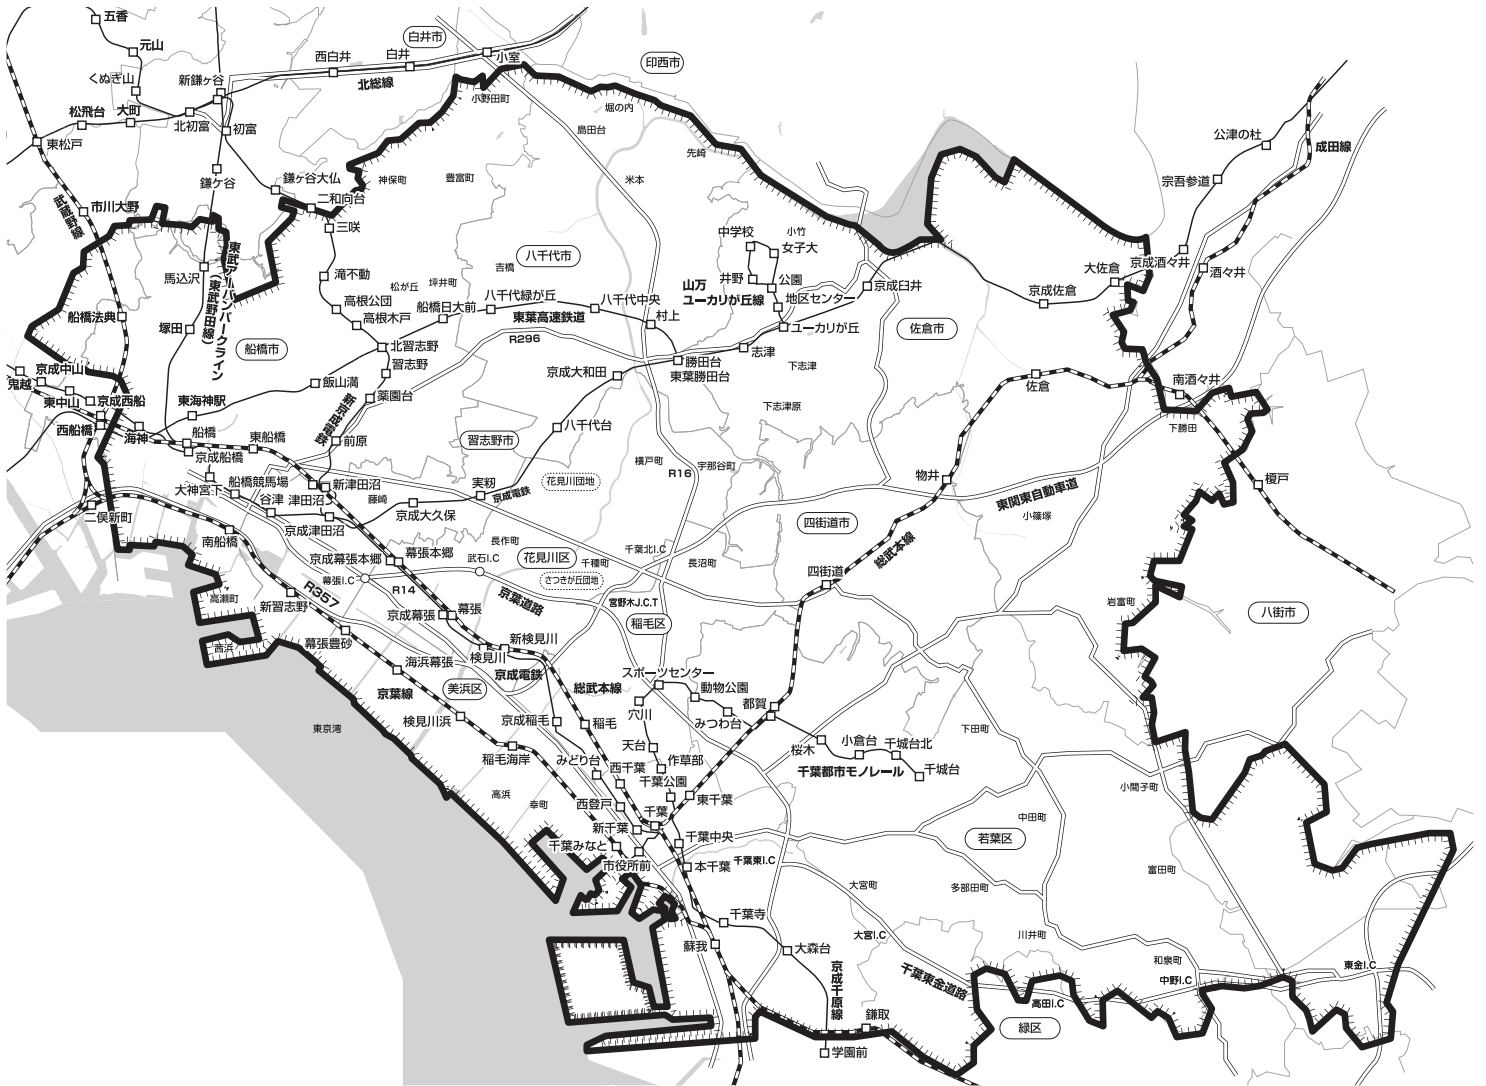 五香
元山
くぬぎ山
新鎌ヶ谷
西白井
白井
白井市
小室
北総線
印西市
松飛台
大町
北初富
初富
東松戸
小野田町
堀の内
島田台
先崎
公津の杜
成田線
宗吾参道
鎌ヶ谷
鎌ヶ谷大仏
神保町
豊富町
米本
二和向台
市川大野
武蔵野線
三咲
中学校
小竹
女子大
東武アーバンパークライン
(東武野田線)
馬込沢
八千代市
吉橋
滝不動
松が丘
坪井町
井野
公園
山万
ユーカリが丘線
地区センター
京成臼井
大佐倉
京成酒々井
酒々井
京成佐倉
高根公団
船橋日大前
八千代緑が丘
八千代中央
東葉高速鉄道
村上
ユーカリが丘
佐倉市
船橋法典
塚田
高根木戸
R296
船橋市
北習志野
習志野
志津
勝田台
東葉勝田台
下志津
京成大和田
鬼越
京成中山
飯山満
薬園台
佐倉
南酒々井
東中山
京成西船
東海神駅
新京成電鉄
下志津原
下勝田
西船橋
海神
船橋
東船橋
前原
習志野市
八千代台
京成船橋
横戸町
R16
宇那谷町
物井
榎戸
大神宮下
船橋競馬場
谷津
津田沼
新津田沼
藤崎
実籾
京成電鉄
花見川団地
東関東自動車道
小篠塚
二俣新町
京成津田沼
京成大久保
四街道市
南船橋
長作町
千葉北I.C
京成幕張本郷
幕張本郷
武石I.C
花見川区
千種町
長沼町
四街道
総武本線
幕張I.C
さつきが丘団地
高瀬町
新習志野
R357
R14
京葉道路
宮野木J.C.T
岩富町
八街市
京成幕張
幕張
稲毛区
茜浜
幕張豊砂
新検見川
海浜幕張
検見川
京成電鉄
スポーツセンター
京葉線
美浜区
総武本線
動物公園
都賀
穴川
みつわ台
東京湾
検見川浜
京成稲毛
稲毛
下田町
天台
作草部
桜木
小倉台
千城台北
千葉都市モノレール
千城台
稲毛海岸
みどり台
西千葉
千葉公園
小間子町
高浜
幸町
西登戸
東千葉
千葉
中田町
新千葉
千葉中央
若葉区
千葉みなと
市役所前
本千葉
千葉東I.C
富田町
大宮町
多部田町
千葉寺
大宮I.C
川井町
蘇我
大森台
和泉町
東金I.C
京成千原線
千葉東金道路
中野I.C
高田I.C
鎌取
緑区
学園前